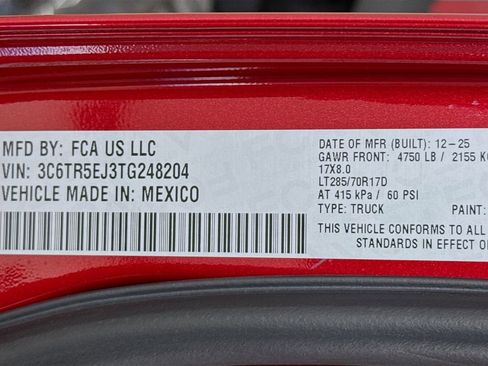 MFD BY: FCA US LLC
VIN: 3C6TR5EJ3TG248204
VEHICLE MADE IN: MEXICO
DATE OF MFR (BUILT): 12-25
GAWR FRONT: 4750 LB / 2155 K
17X8.0
LT285/70R17D
AT 415 kPa / 60 PSI
TYPE: TRUCK PAINT:
THIS VEHICLE CONFORMS TO A
STANDARDS IN EFFECT O